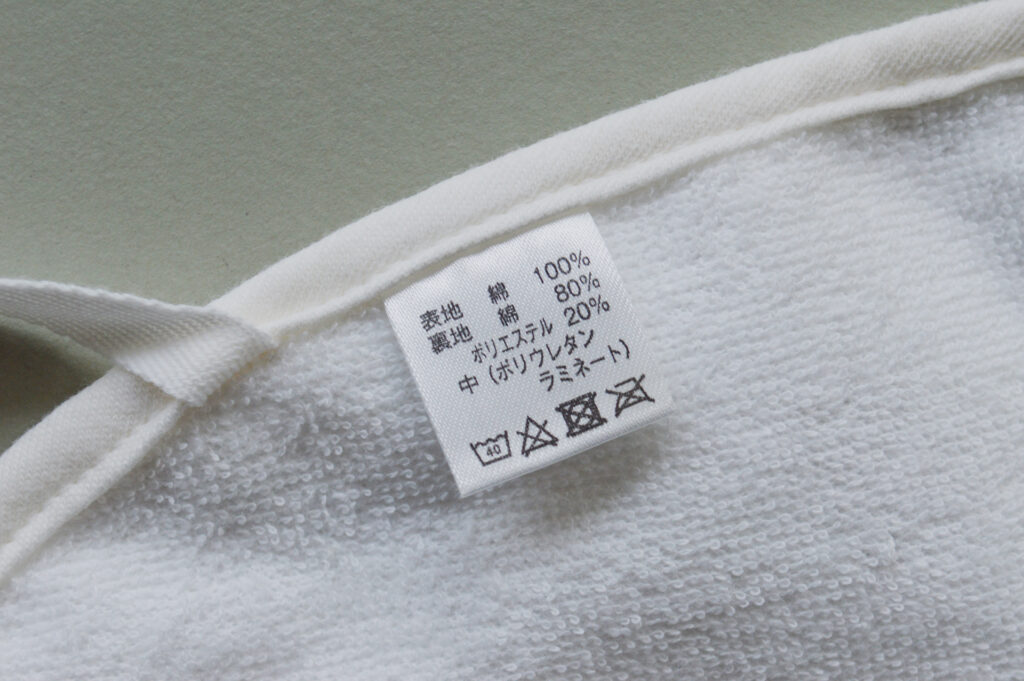 表地 綿 100%
裏地 綿 80%
ポリエステル 20%
中 (ポリウレタン
ラミネート)
40